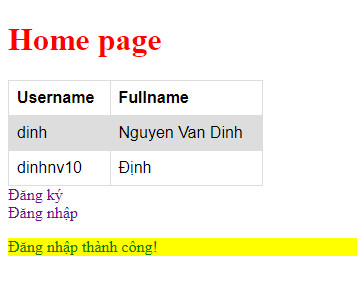 Home page
Username Fullname
dinh Nguyen Van Dinh
dinhnv10 Định
Đăng ký
Đăng nhập
Đăng nhập thành công!